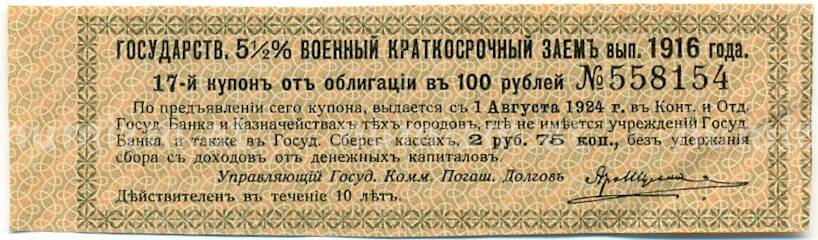 ГОСУДАРСТВ. 5½% ВОЕННЫЙ КРАТКОСРОЧНЫЙ ЗАЕМЪ вып. 1916 года.
17-й купонъ отъ облигаціи въ 100 рублей №558154
По предъявленіи сего купона, выдается съ 1 Августа 1924 г. въ Конт. и Отд.
Госуд. Банка и Казначействахъ тѣхъ городовъ, гдѣ не имѣется учрежденій Госуд.
Банка, а также въ Госуд. Сберег. кассахъ, 2 руб. 75 коп., безъ удержанія
сбора съ доходовъ отъ денежныхъ капиталовъ.
Управляющій Госуд. Комм. Погаш. Долговъ
Дѣйствителенъ въ теченіе 10 лѣтъ.